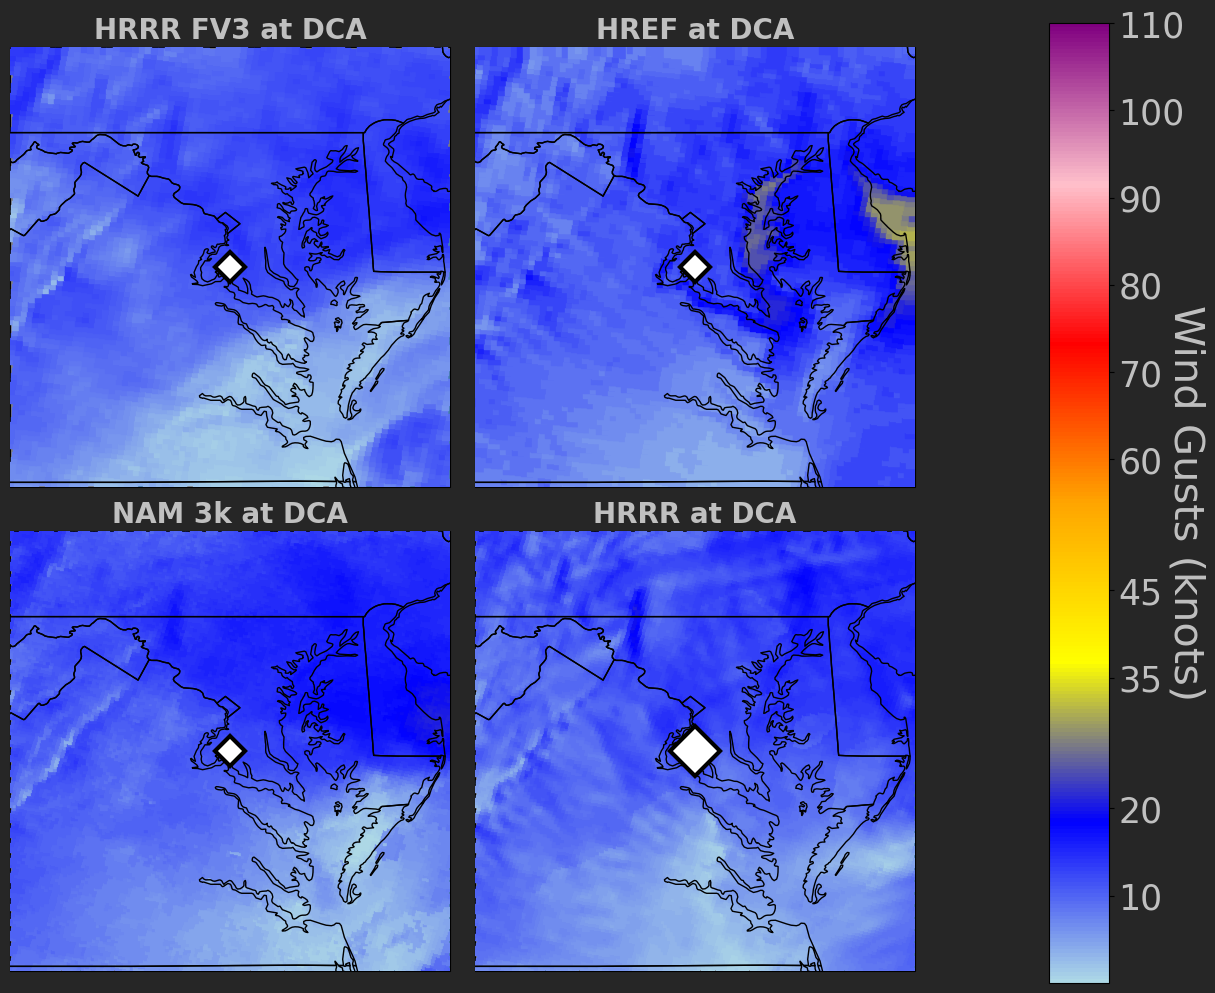 HRRR FV3 at DCA
HREF at DCA
NAM 3k at DCA
HRRR at DCA
110
100
90
80
70
60
45
35
20
10
Wind Gusts (knots)